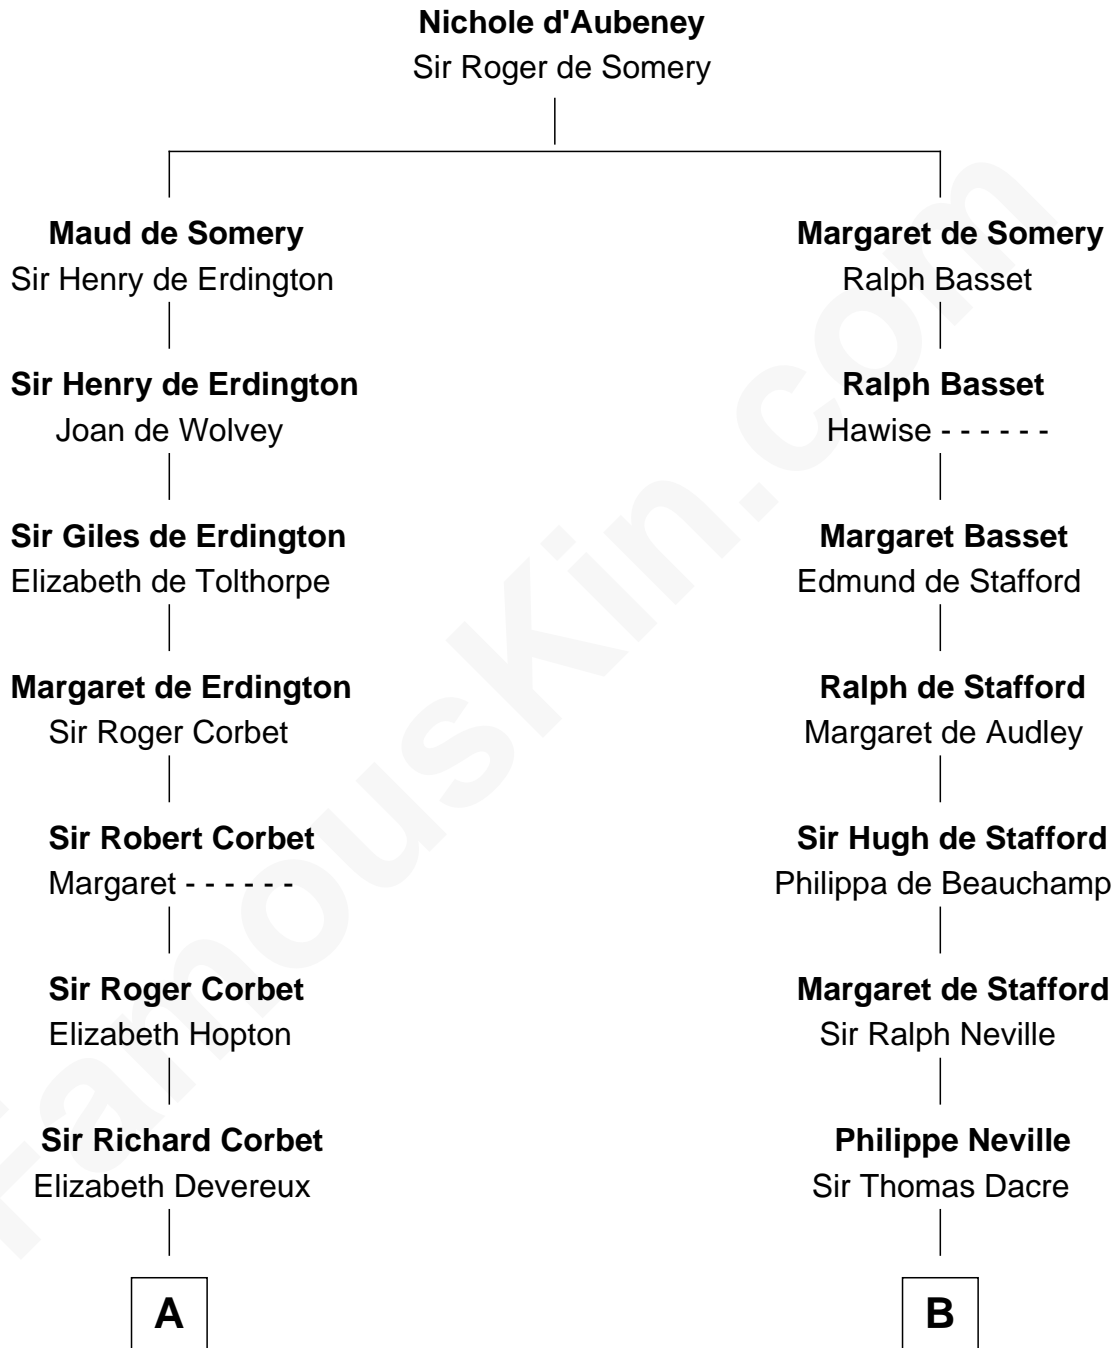 Nichole d'Aubeney
Sir Roger de Somery
Maud de Somery
Sir Henry de Erdington
Margaret de Somery
Ralph Basset
Sir Henry de Erdington
Joan de Wolvey
Ralph Basset
Hawise - - - - - -
Sir Giles de Erdington
Elizabeth de Tolthorpe
Margaret Basset
Edmund de Stafford
Margaret de Erdington
Sir Roger Corbet
Ralph de Stafford
Margaret de Audley
Sir Robert Corbet
Margaret - - - - - -
Sir Hugh de Stafford
Philippa de Beauchamp
Sir Roger Corbet
Elizabeth Hopton
Margaret de Stafford
Sir Ralph Neville
Sir Richard Corbet
Elizabeth Devereux
Philippe Neville
Sir Thomas Dacre
A
B
FamousKin.com